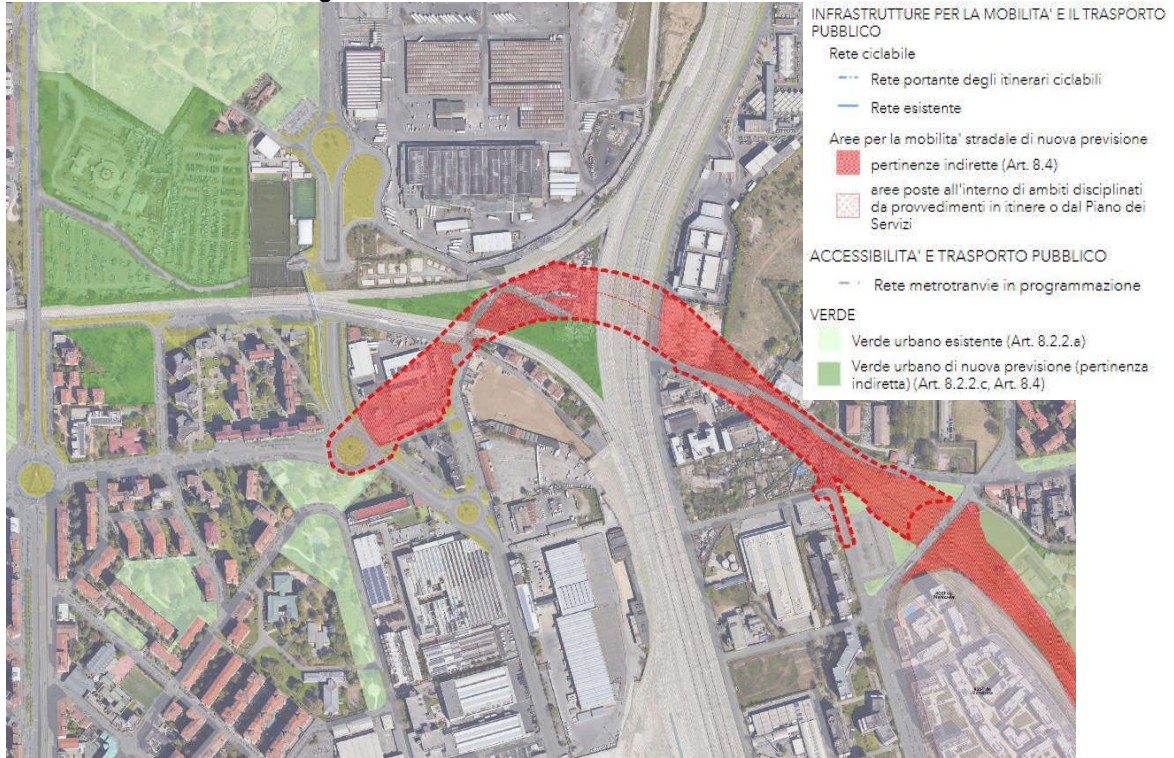 INFRASTRUTTURE PER LA MOBILITA' E IL TRASPORTO
PUBBLICO
Rete ciclabile
Rete portante degli itinerari ciclabili
Rete esistente
Aree per la mobilita' stradale di nuova previsione
pertinenze indirette (Art. 8.4)
aree poste all'interno di ambiti disciplinati
da provvedimenti in itinere o dal Piano dei
Servizi
ACCESSIBILITA' E TRASPORTO PUBBLICO
Rete metrotranvie in programmazione
VERDE
Verde urbano esistente (Art. 8.2.2.a)
Verde urbano di nuova previsione (pertinenza
indiretta) (Art. 8.2.2.c, Art. 8.4)